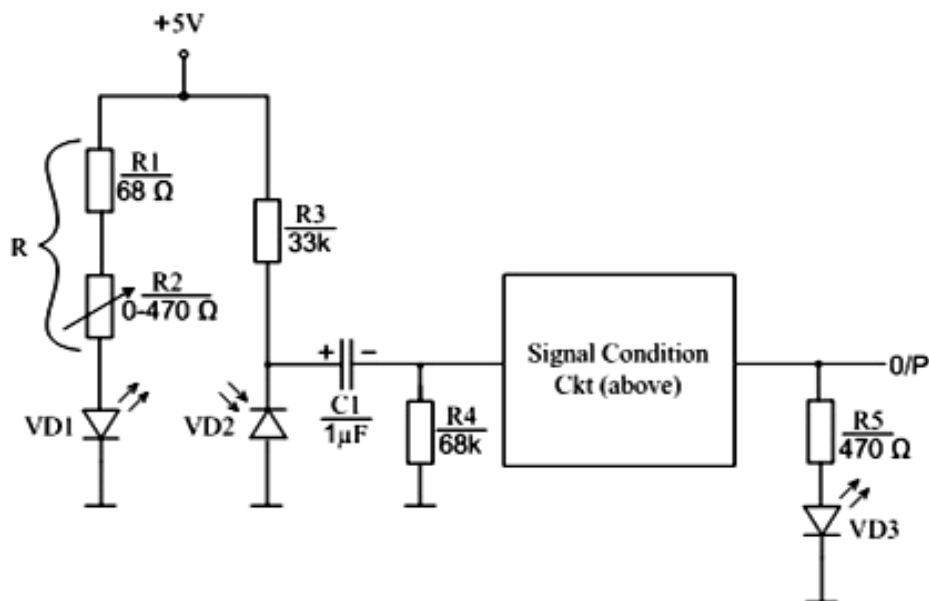 +5V
R
R1
68 Ω
R2
0-470 Ω
VD1
R3
33k
VD2
+
−
C1
1µF
R4
68k
Signal Condition
Ckt (above)
0/P
R5
470 Ω
VD3